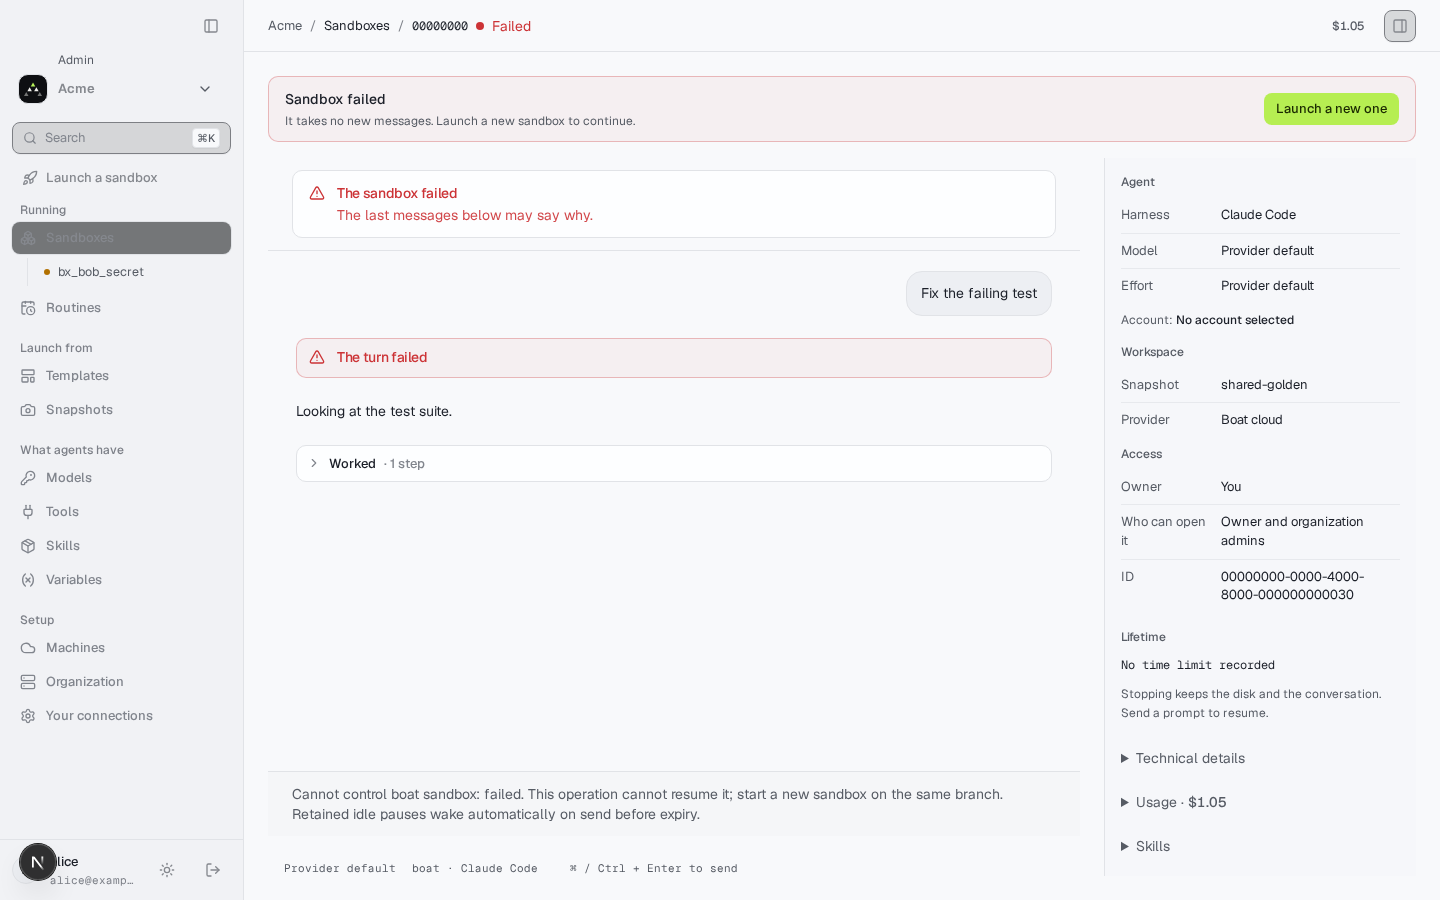 Admin
Acme
Search ⌘K
Launch a sandbox
Running
Sandboxes
bx_bob_secret
Routines
Launch from
Templates
Snapshots
What agents have
Models
Tools
Skills
Variables
Setup
Machines
Organization
Your connections
N
lice
alice@examp…
Acme / Sandboxes / 00000000 Failed
$1.05
Sandbox failed
It takes no new messages. Launch a new sandbox to continue.
Launch a new one
The sandbox failed
The last messages below may say why.
Fix the failing test
The turn failed
Looking at the test suite.
Worked · 1 step
Cannot control boat sandbox: failed. This operation cannot resume it; start a new sandbox on the same branch.
Retained idle pauses wake automatically on send before expiry.
Provider default boat · Claude Code ⌘ / Ctrl + Enter to send
Agent
Harness Claude Code
Model Provider default
Effort Provider default
Account: No account selected
Workspace
Snapshot shared-golden
Provider Boat cloud
Access
Owner You
Who can open it Owner and organization admins
ID 00000000-0000-4000-8000-000000000030
Lifetime
No time limit recorded
Stopping keeps the disk and the conversation.
Send a prompt to resume.
Technical details
Usage · $1.05
Skills